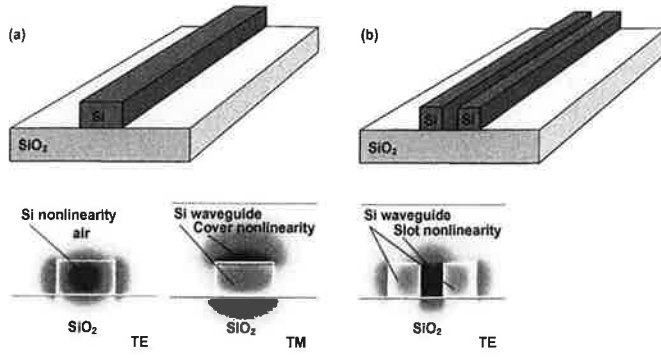 (a)
Si
SiO₂
(b)
Si
Si
SiO₂
Si nonlinearity
air
SiO₂
TE
Si waveguide
Cover nonlinearity
SiO₂
TM
Si waveguide
Slot nonlinearity
SiO₂
TE